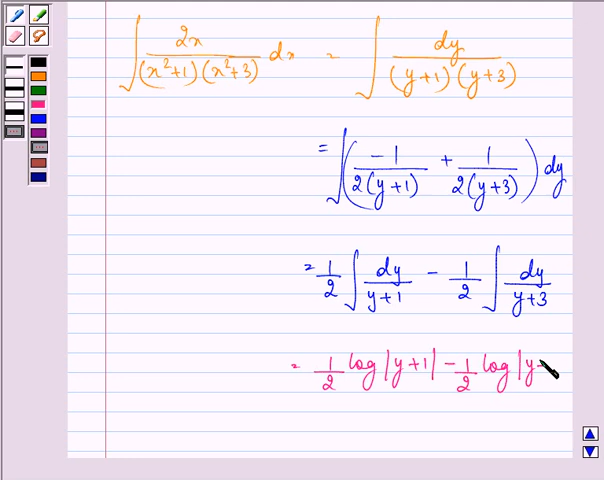 ∫ 2x/((x²+1)(x²+3)) dx = ∫ dy/((y+1)(y+3))
= ∫ (-1/(2(y+1)) + 1/(2(y+3))) dy
= 1/2 ∫ dy/(y+1) - 1/2 ∫ dy/(y+3)
= 1/2 log |y+1| - 1/2 log |y+